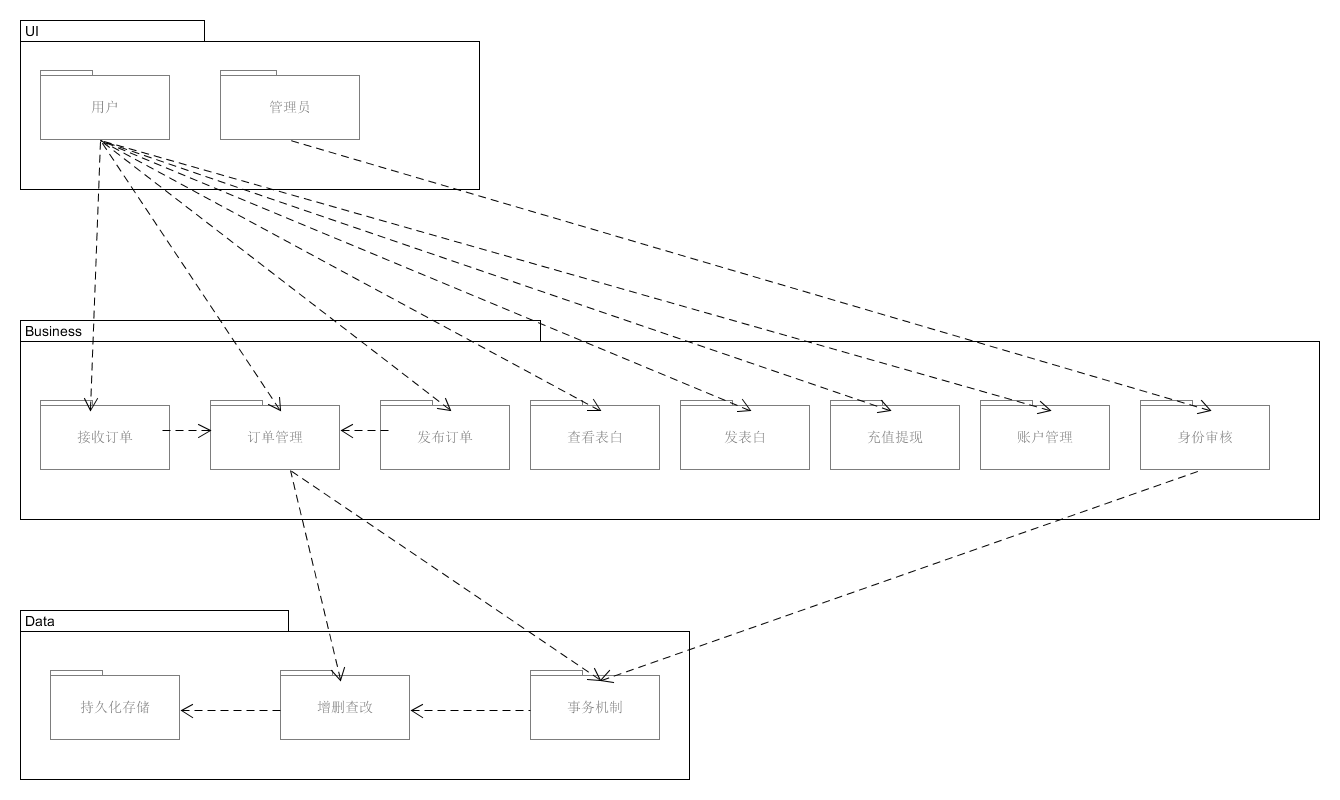 UI
用户
管理员
Business
接收订单
订单管理
发布订单
查看表白
发表白
充值提现
账户管理
身份审核
Data
持久化存储
增删查改
事务机制